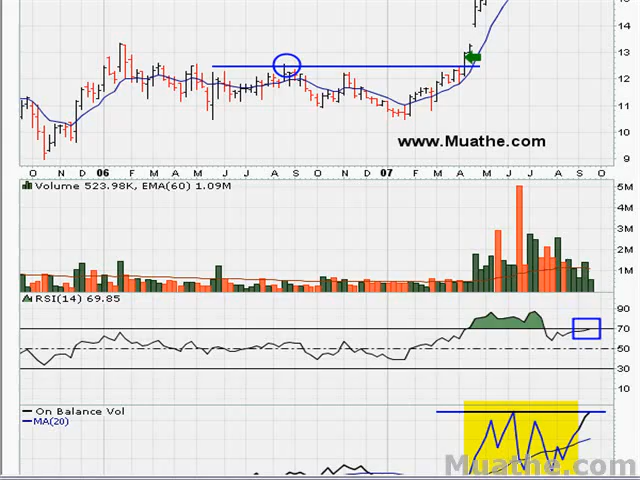 13
12
11
10
9
www.Muathe.com
O N D 06 F M A M J J A S O N D 07 F M A M J J A S O
Volume 523.98K, EMA(60) 1.09M
5M
4M
3M
2M
1M
RSI(14) 69.85
90
70
50
30
10
On Balance Vol
MA(20)
Muathe.com